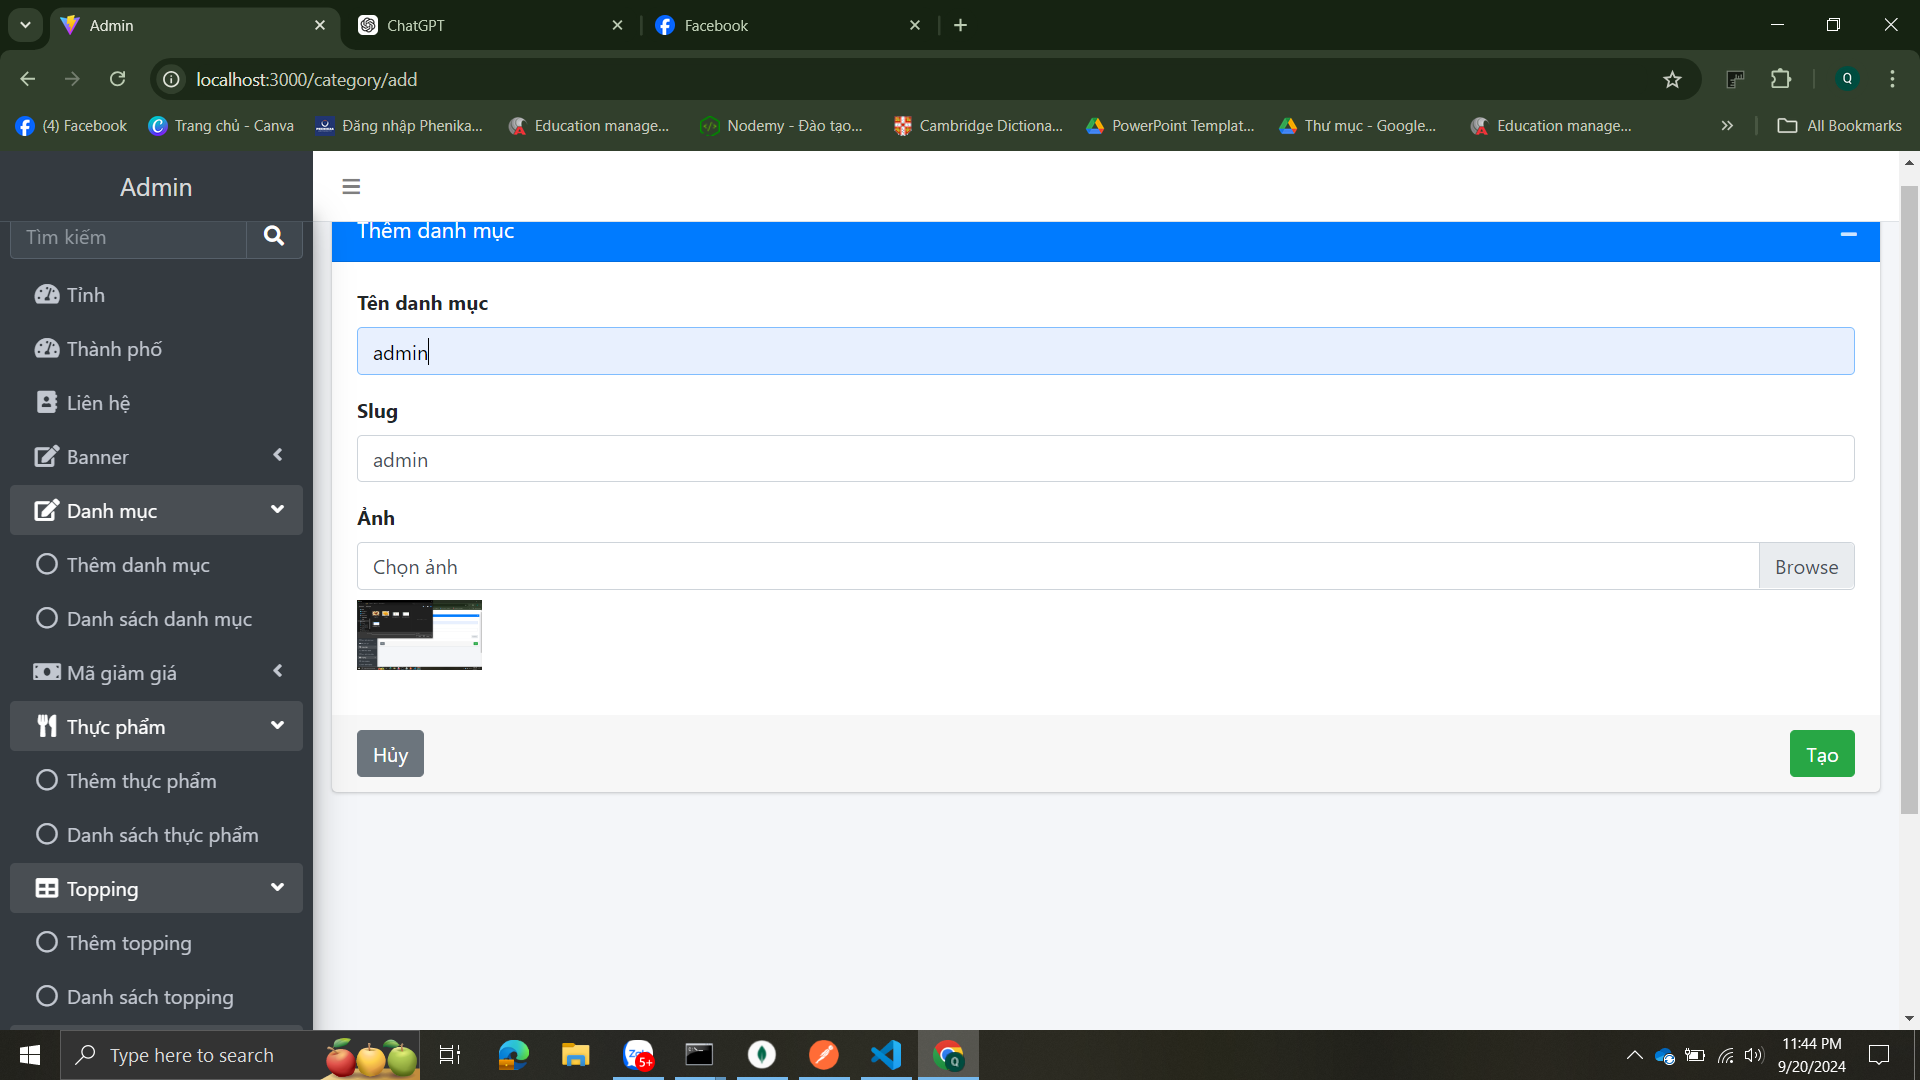 Admin
ChatGPT
Facebook
localhost:3000/category/add
Q
(4) Facebook
Trang chủ - Canva
Đăng nhập Phenika...
Education manage...
Nodemy - Đào tạo...
Cambridge Dictiona...
PowerPoint Templat...
Thư mục - Google...
Education manage...
All Bookmarks
Admin
Tìm kiếm
Tỉnh
Thành phố
Liên hệ
Banner
Danh mục
Thêm danh mục
Danh sách danh mục
Mã giảm giá
Thực phẩm
Thêm thực phẩm
Danh sách thực phẩm
Topping
Thêm topping
Danh sách topping
Thêm danh mục
Tên danh mục
admin
Slug
admin
Ảnh
Chọn ảnh
Browse
Hủy
Tạo
Type here to search
5+
Q
11:44 PM
9/20/2024